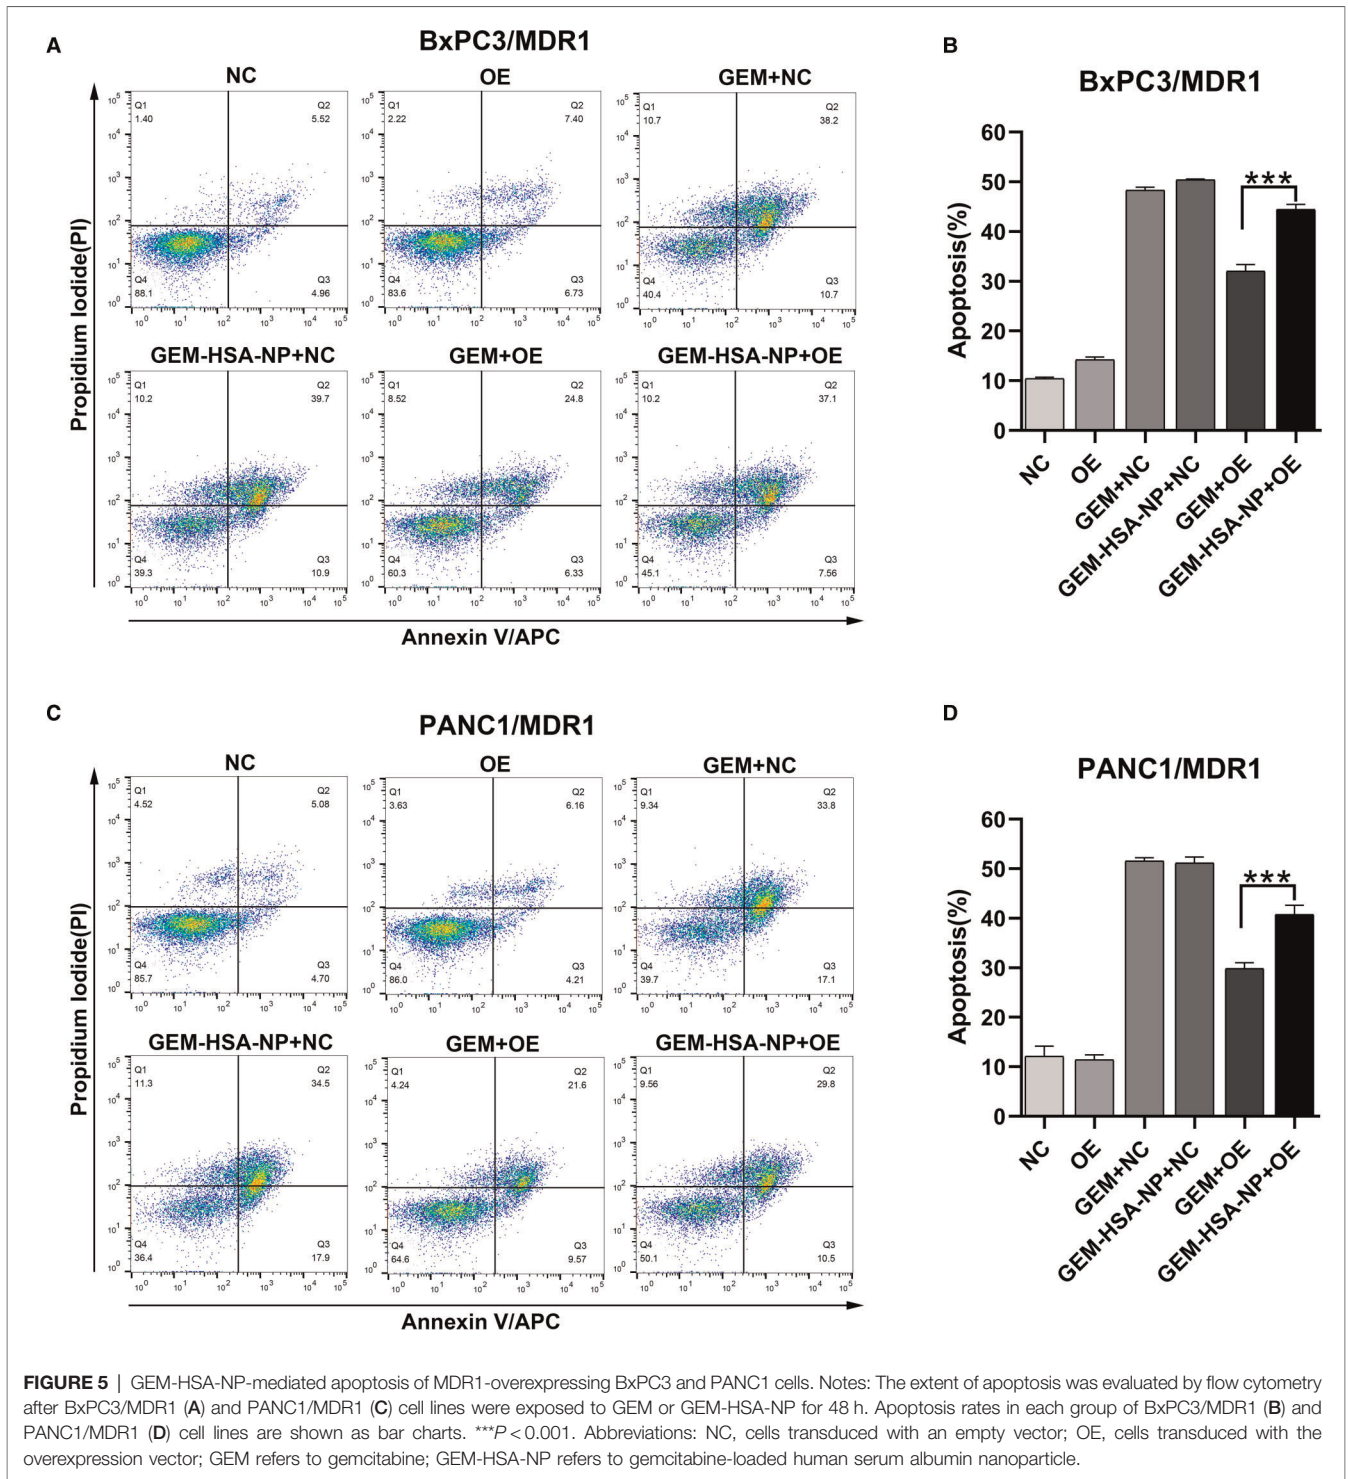 A
BxPC3/MDR1
NC
OE
GEM+NC
Q1
1.40
Q2
5.52
Q4
88.1
Q3
4.96
Q1
2.22
Q2
7.40
Q4
83.6
Q3
6.73
Q1
10.7
Q2
38.2
Q4
40.4
Q3
10.7
GEM-HSA-NP+NC
GEM+OE
GEM-HSA-NP+OE
Q1
10.2
Q2
39.7
Q4
39.3
Q3
10.9
Q1
8.52
Q2
24.8
Q4
60.3
Q3
6.33
Q1
10.2
Q2
37.1
Q4
45.1
Q3
7.56
Propidium Iodide(PI)
Annexin V/APC
B
BxPC3/MDR1
Apoptosis(%)
60
50
40
30
20
10
0
***
NC
OE
GEM+NC
GEM-HSA-NP+NC
GEM+OE
GEM-HSA-NP+OE
C
PANC1/MDR1
NC
OE
GEM+NC
Q1
4.52
Q2
5.08
Q4
85.7
Q3
4.70
Q1
3.63
Q2
6.16
Q4
86.0
Q3
4.21
Q1
9.34
Q2
33.8
Q4
39.7
Q3
17.1
GEM-HSA-NP+NC
GEM+OE
GEM-HSA-NP+OE
Q1
11.3
Q2
34.5
Q4
36.4
Q3
17.9
Q1
4.24
Q2
21.6
Q4
64.6
Q3
9.57
Q1
9.56
Q2
29.8
Q4
50.1
Q3
10.5
Propidium Iodide(PI)
Annexin V/APC
D
PANC1/MDR1
Apoptosis(%)
60
50
40
30
20
10
0
***
NC
OE
GEM+NC
GEM-HSA-NP+NC
GEM+OE
GEM-HSA-NP+OE
FIGURE 5 | GEM-HSA-NP-mediated apoptosis of MDR1-overexpressing BxPC3 and PANC1 cells. Notes: The extent of apoptosis was evaluated by flow cytometry
after BxPC3/MDR1 (A) and PANC1/MDR1 (C) cell lines were exposed to GEM or GEM-HSA-NP for 48 h. Apoptosis rates in each group of BxPC3/MDR1 (B) and
PANC1/MDR1 (D) cell lines are shown as bar charts. ***P < 0.001. Abbreviations: NC, cells transduced with an empty vector; OE, cells transduced with the
overexpression vector; GEM refers to gemcitabine; GEM-HSA-NP refers to gemcitabine-loaded human serum albumin nanoparticle.